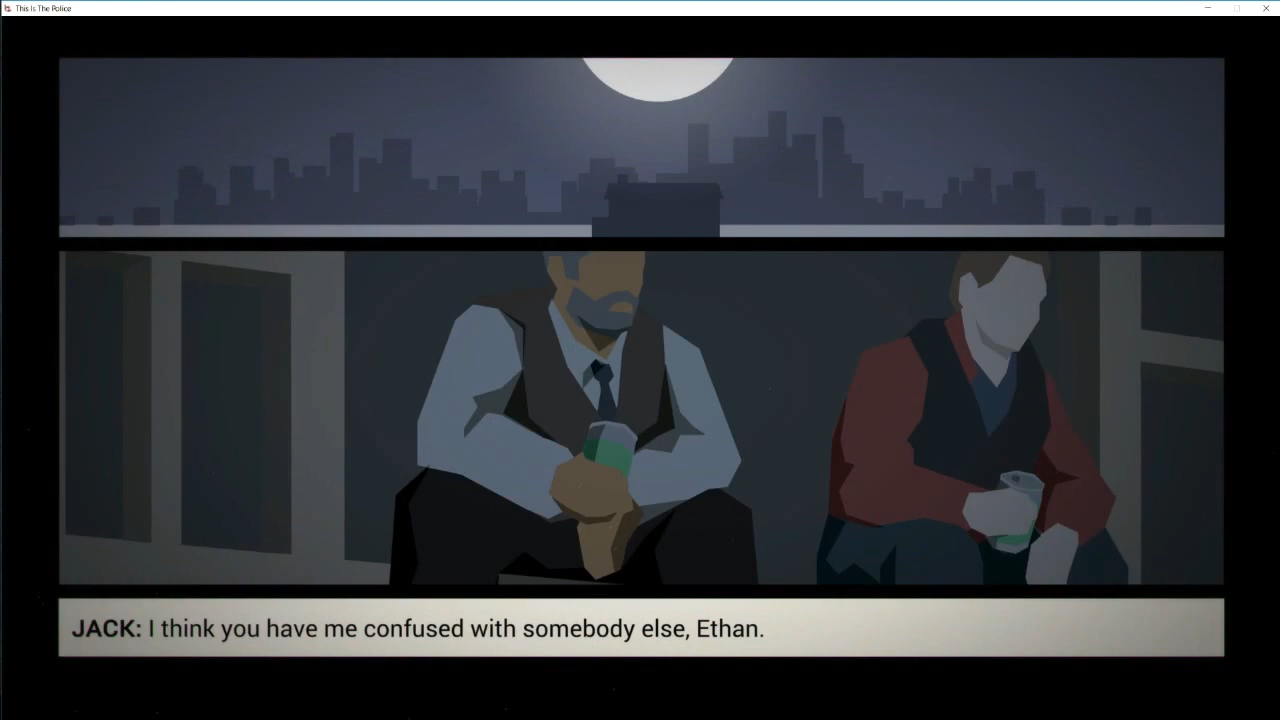 This Is The Police
JACK: I think you have me confused with somebody else, Ethan.